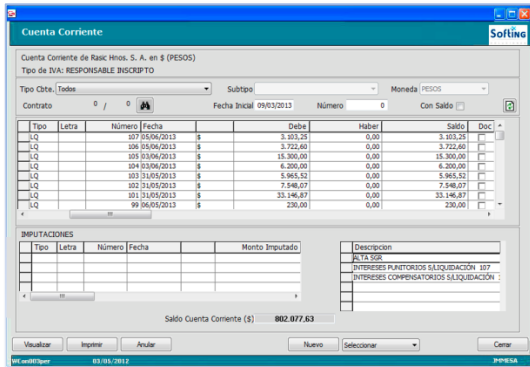 Cuenta Corriente
Softing
Cuenta Corriente de Rasic Hnos. S. A. en $ (PESOS)
Tipo de IVA: RESPONSABLE INSCRIPTO
Tipo Cbte. Todos Subtipo Moneda PESOS
Contrato 0 / 0 Fecha Inicial 09/03/2013 Número 0 Con Saldo
Tipo Letra Número Fecha Debe Haber Saldo Doc
LQ 107 05/06/2013 $ 3.103,25 0,00 3.103,25
LQ 106 05/06/2013 $ 3.722,60 0,00 3.722,60
LQ 105 03/06/2013 $ 15.300,00 0,00 15.300,00
LQ 104 03/06/2013 $ 6.200,00 0,00 6.200,00
LQ 103 31/05/2013 $ 5.965,52 0,00 5.965,52
LQ 102 31/05/2013 $ 7.548,07 0,00 7.548,07
LQ 101 31/05/2013 $ 33.146,87 0,00 33.146,87
LQ 99 06/05/2013 $ 230,00 0,00 230,00
IMPUTACIONES
Tipo Letra Número Fecha Monto Imputado Descripcion
ALTA SGR
INTERESES PUNITORIOS S/LIQUIDACIÓN 107
INTERESES COMPENSATORIOS S/LIQUIDACIÓN
Saldo Cuenta Corriente ($) 802.077,63
Visualizar Imprimir Anular Nuevo Seleccionar Cerrar
03/05/2012